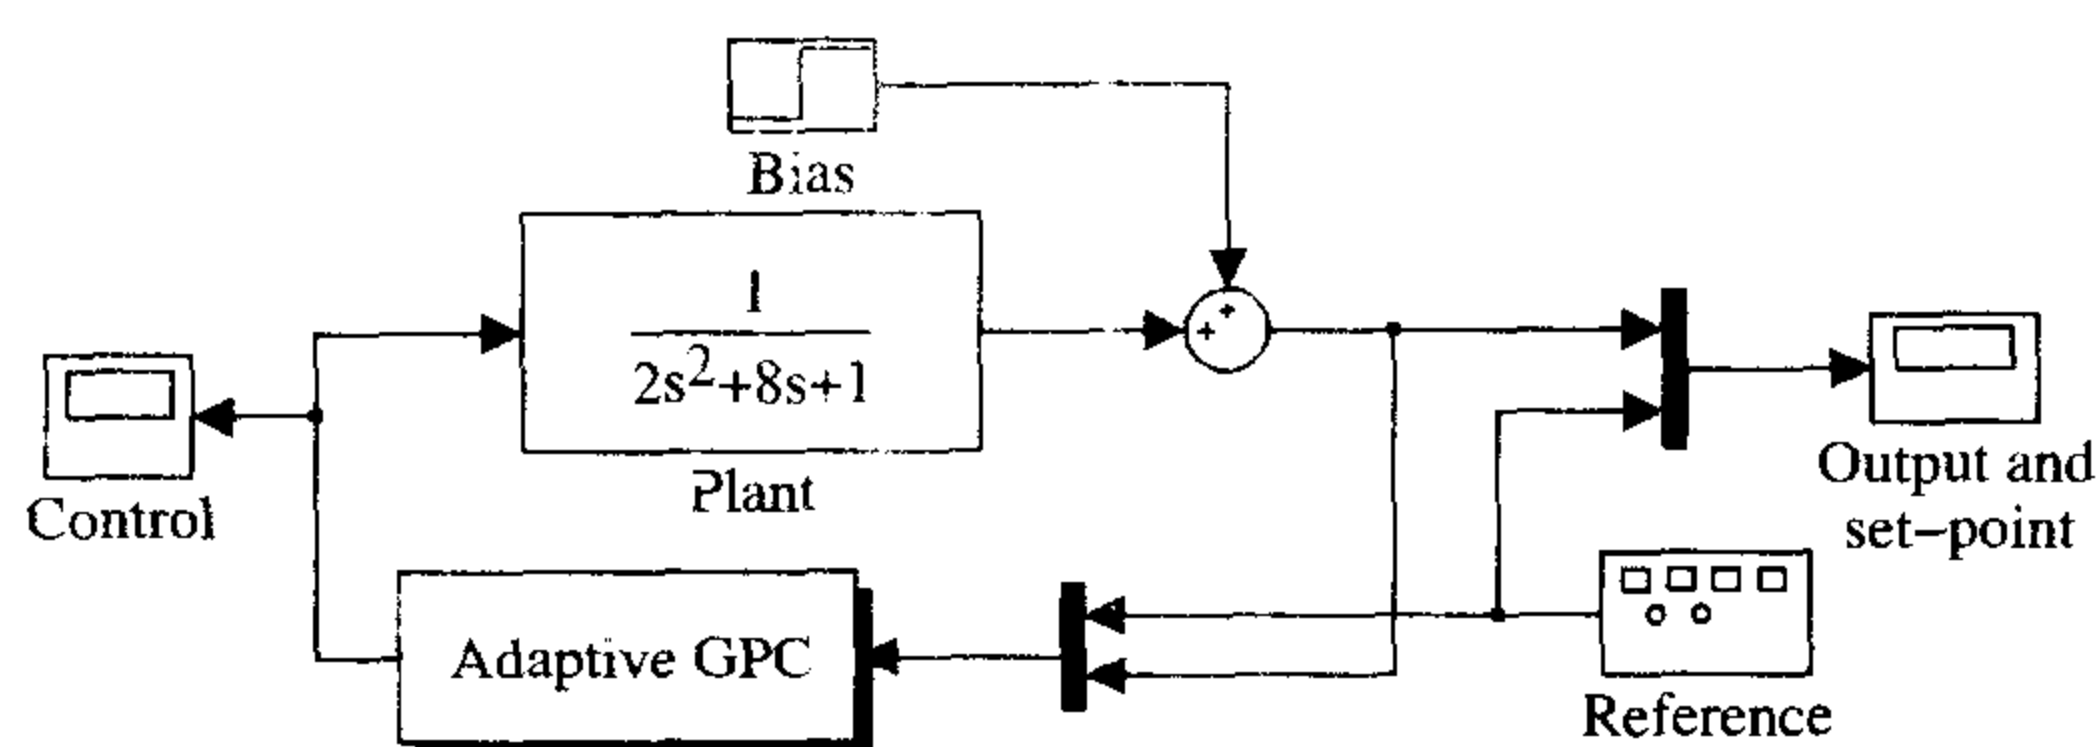 Bias
1
2s²+8s+1
Plant
+
+
Control
Output and
set-point
Adaptive GPC
Reference